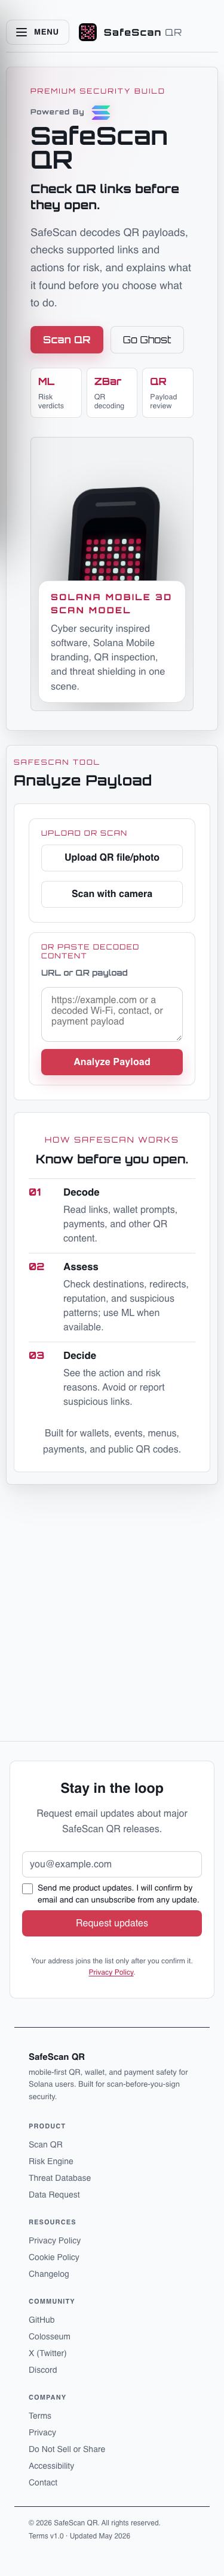 MENU
SafeScan QR
PREMIUM SECURITY BUILD
Powered By
SafeScan
QR
Check QR links before
they open.
SafeScan decodes QR payloads,
checks supported links and
actions for risk, and explains what
it found before you choose what
to do.
Scan QR
Go Ghost
ML
Risk
verdicts
ZBar
QR
decoding
QR
Payload
review
SOLANA MOBILE 3D
SCAN MODEL
Cyber security inspired
software, Solana Mobile
branding, QR inspection,
and threat shielding in one
scene.
SAFESCAN TOOL
Analyze Payload
UPLOAD OR SCAN
Upload QR file/photo
Scan with camera
OR PASTE DECODED
CONTENT
URL or QR payload
https://example.com or a
decoded Wi-Fi, contact, or
payment payload
Analyze Payload
HOW SAFESCAN WORKS
Know before you open.
01
Decode
Read links, wallet prompts,
payments, and other QR
content.
02
Assess
Check destinations, redirects,
reputation, and suspicious
patterns; use ML when
available.
03
Decide
See the action and risk
reasons. Avoid or report
suspicious links.
Built for wallets, events, menus,
payments, and public QR codes.
Stay in the loop
Request email updates about major
SafeScan QR releases.
you@example.com
Send me product updates. I will confirm by
email and can unsubscribe from any update.
Request updates
Your address joins the list only after you confirm it.
Privacy Policy.
SafeScan QR
mobile-first QR, wallet, and payment safety for
Solana users. Built for scan-before-you-sign
security.
PRODUCT
Scan QR
Risk Engine
Threat Database
Data Request
RESOURCES
Privacy Policy
Cookie Policy
Changelog
COMMUNITY
GitHub
Colosseum
X (Twitter)
Discord
COMPANY
Terms
Privacy
Do Not Sell or Share
Accessibility
Contact
© 2026 SafeScan QR. All rights reserved.
Terms v1.0 · Updated May 2026